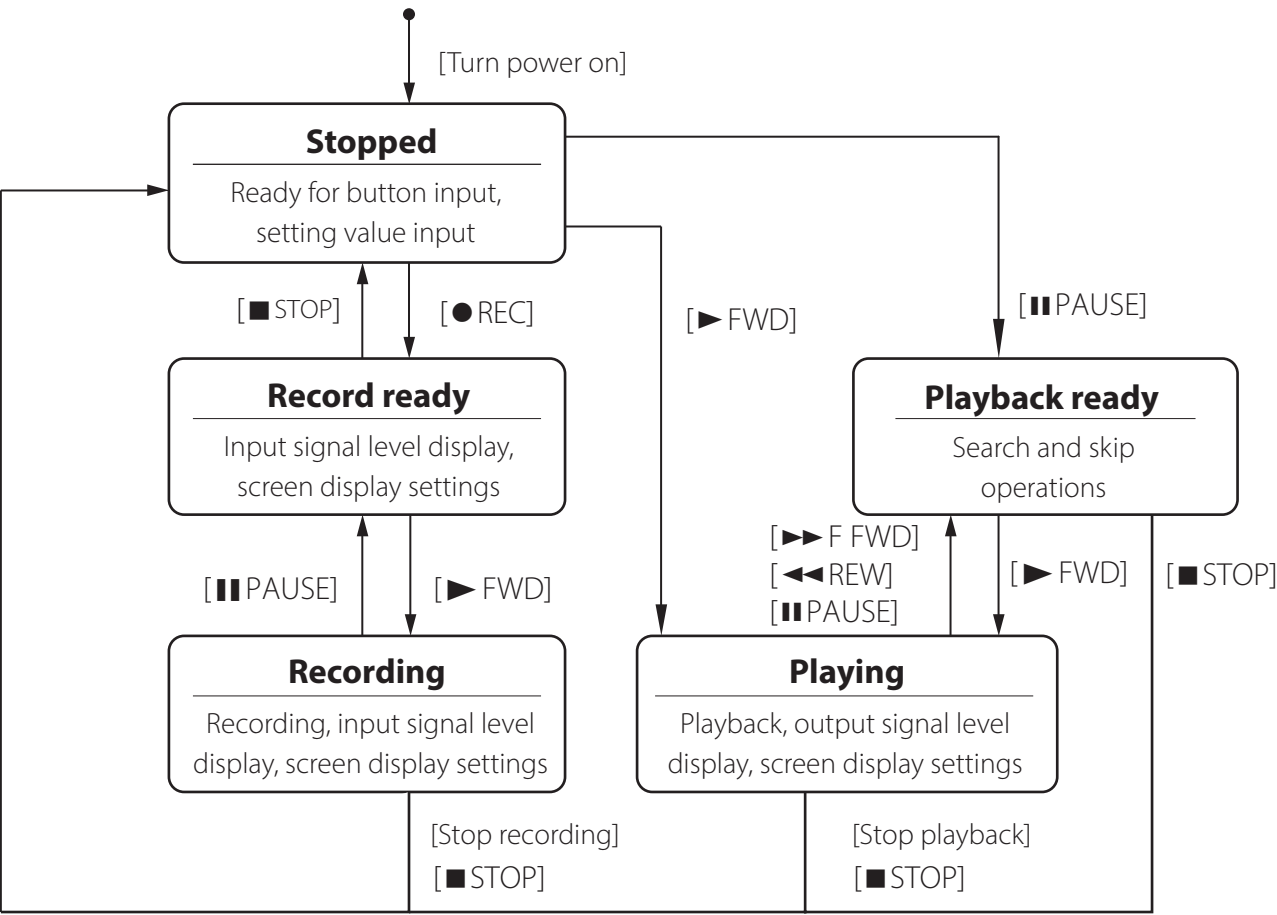 [Turn power on]
Stopped
Ready for button input,
setting value input
[■ STOP]
[● REC]
[► FWD]
[▮▮ PAUSE]
Record ready
Input signal level display,
screen display settings
Playback ready
Search and skip
operations
[▮▮ PAUSE]
[► FWD]
[►► F FWD]
[◄◄ REW]
[▮▮ PAUSE]
[► FWD]
[■ STOP]
Recording
Recording, input signal level
display, screen display settings
Playing
Playback, output signal level
display, screen display settings
[Stop recording]
[■ STOP]
[Stop playback]
[■ STOP]